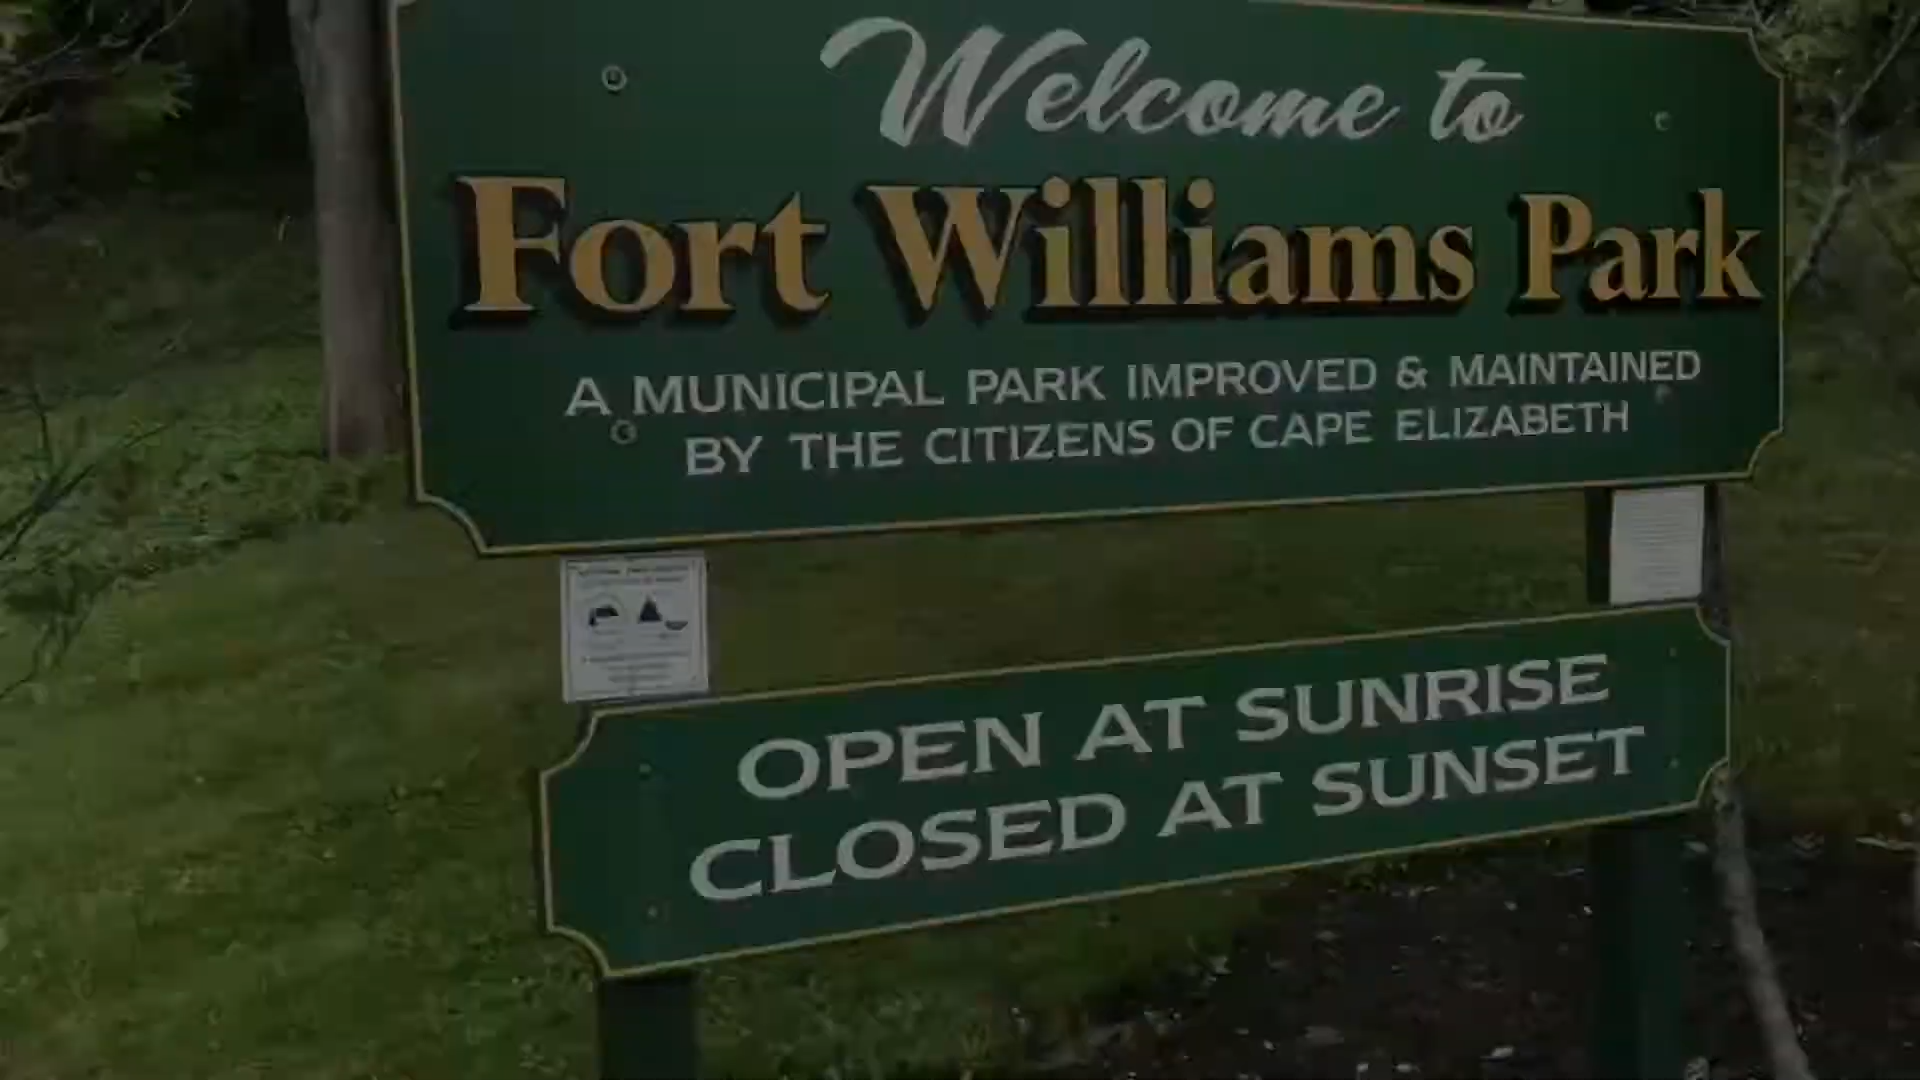 Welcome to
Fort Williams Park
A MUNICIPAL PARK IMPROVED & MAINTAINED
BY THE CITIZENS OF CAPE ELIZABETH
OPEN AT SUNRISE
CLOSED AT SUNSET